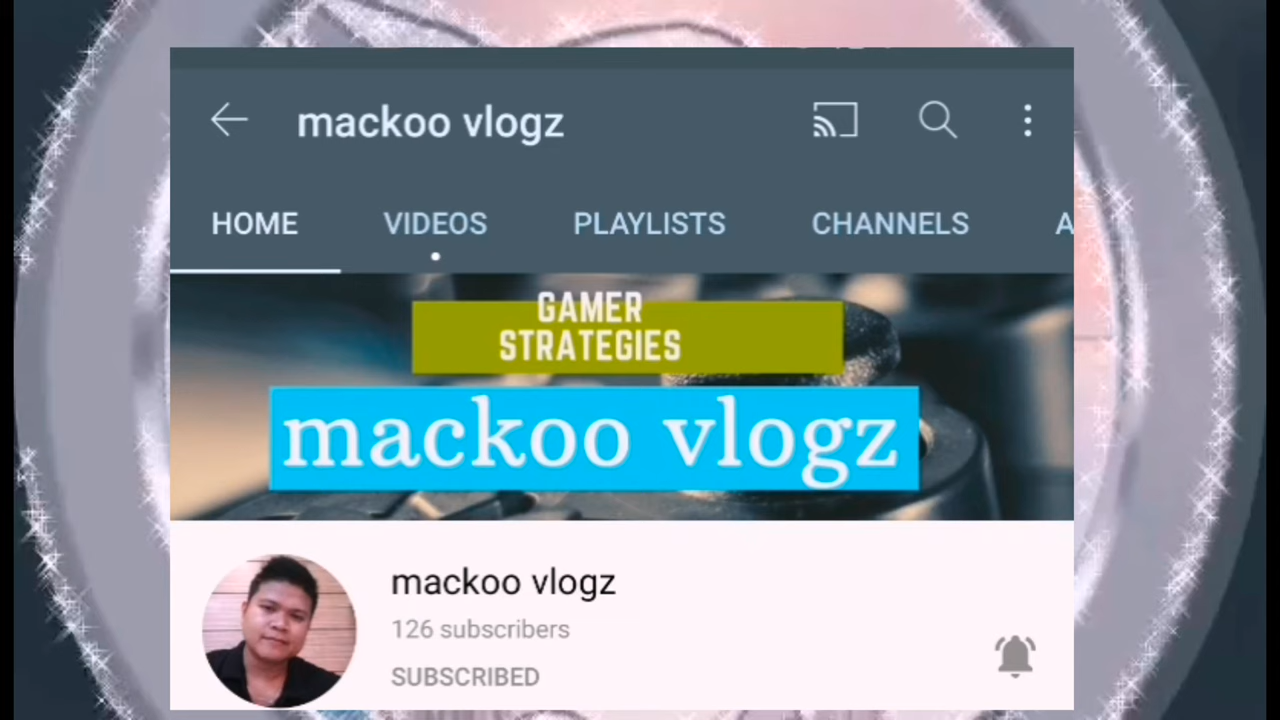 mackoo vlogz
HOME VIDEOS PLAYLISTS CHANNELS A
GAMER
STRATEGIES
mackoo vlogz
mackoo vlogz
126 subscribers
SUBSCRIBED